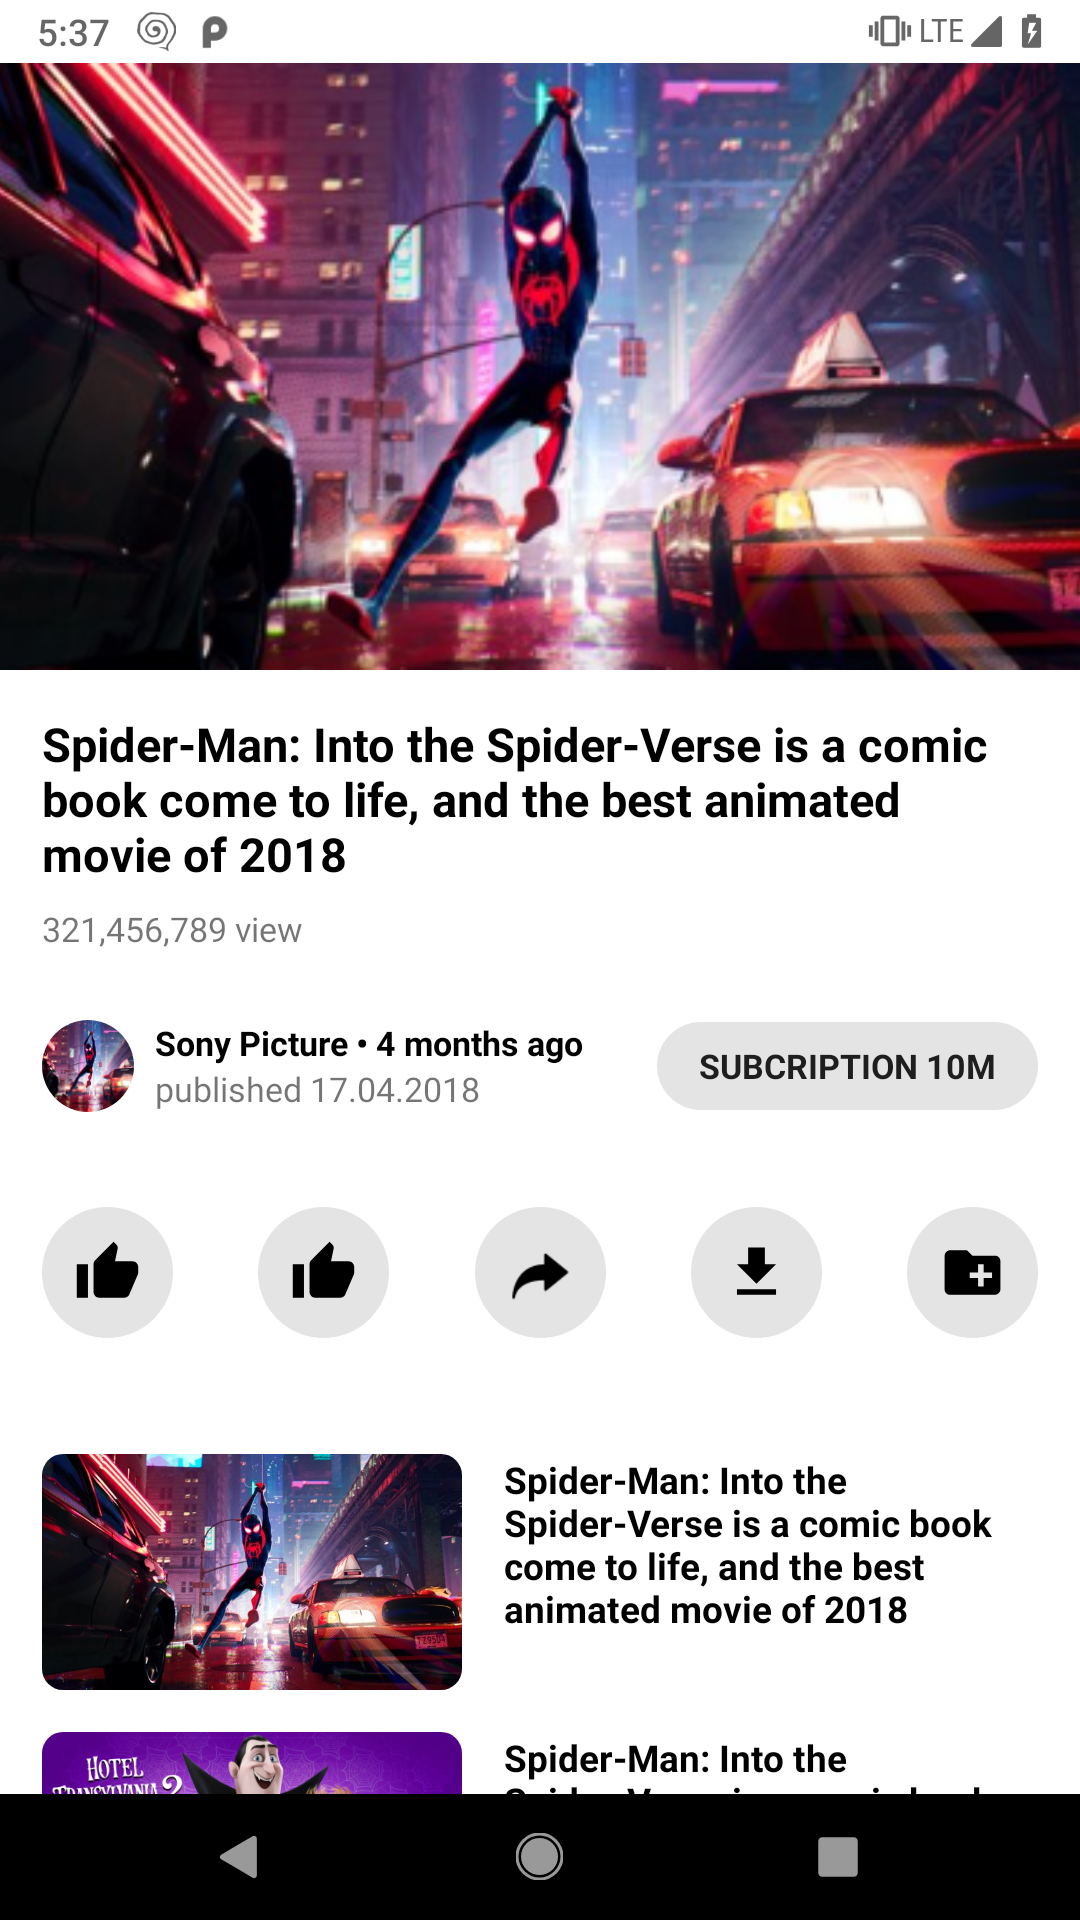 5:37
LTE
Spider-Man: Into the Spider-Verse is a comic
book come to life, and the best animated
movie of 2018
321,456,789 view
Sony Picture • 4 months ago
published 17.04.2018
SUBCRIPTION 10M
Spider-Man: Into the
Spider-Verse is a comic book
come to life, and the best
animated movie of 2018
HOTEL
TRANSYLVANIA 2
Spider-Man: Into the